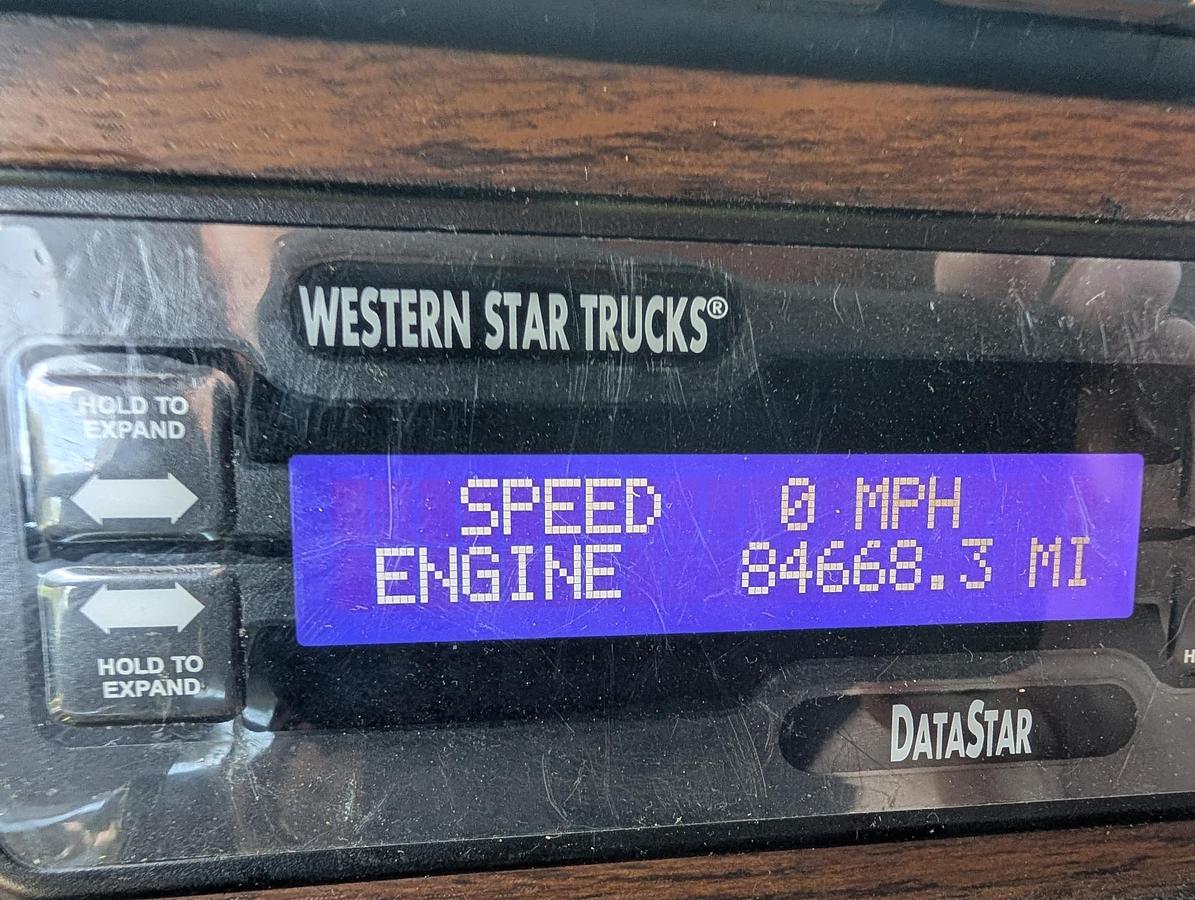 WESTERN STAR TRUCKS®
HOLD TO
EXPAND
SPEED 0 MPH
ENGINE 84668.3 MI
HOLD TO
EXPAND
DATASTAR